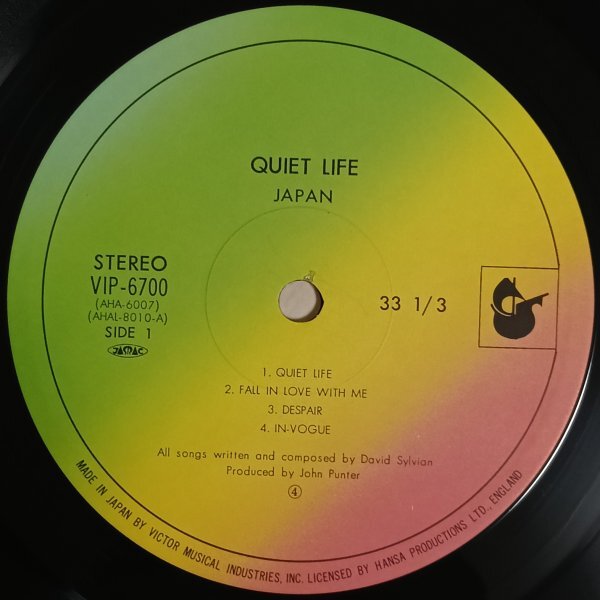 QUIET LIFE
JAPAN
STEREO
VIP-6700
(AHA-6007)
(AHAL-8010-A)
SIDE 1
JASRAC
33 1/3
1. QUIET LIFE
2. FALL IN LOVE WITH ME
3. DESPAIR
4. IN-VOGUE
All songs written and composed by David Sylvian
Produced by John Punter
④
MADE IN JAPAN BY VICTOR MUSICAL INDUSTRIES, INC. LICENSED BY HANSA PRODUCTIONS LTD., ENGLAND